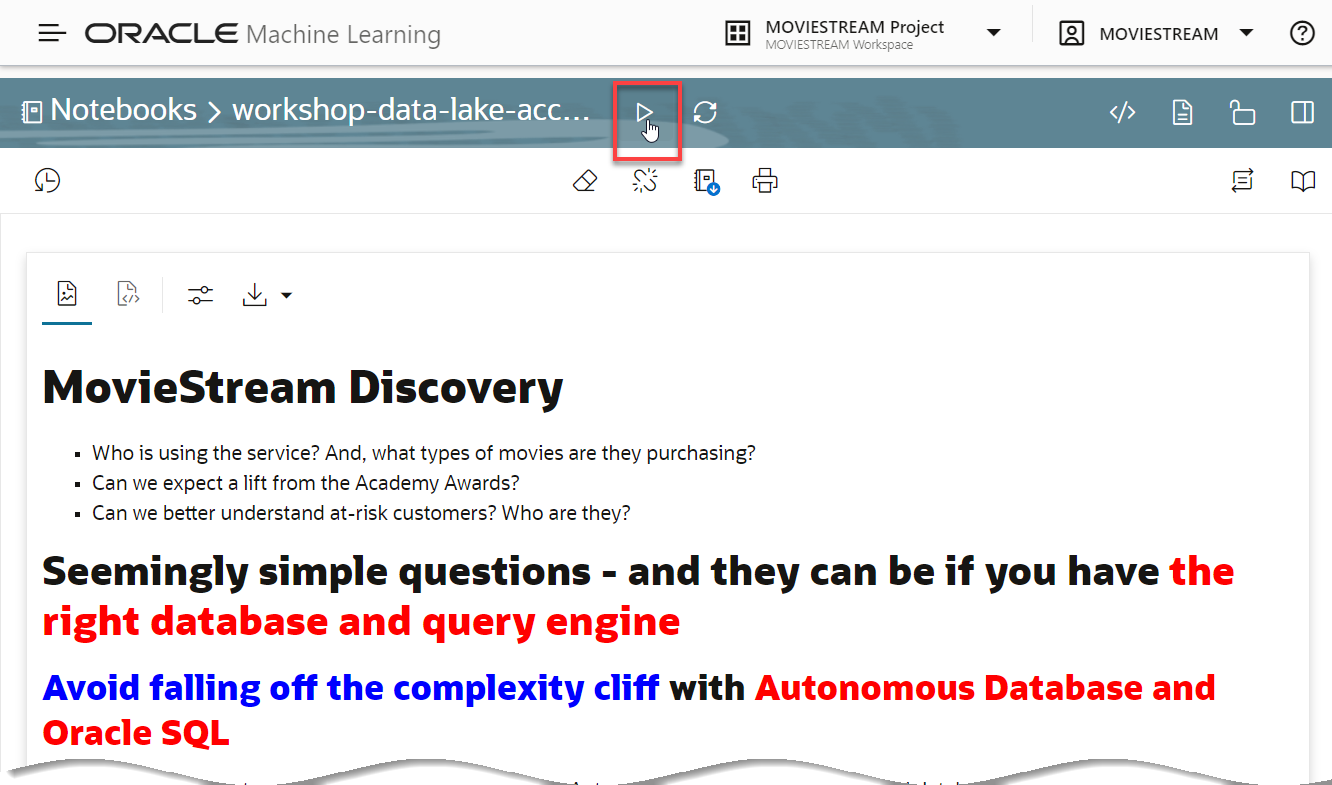 ORACLE Machine Learning
MOVIESTREAM Project
MOVIESTREAM Workspace
MOVIESTREAM
Notebooks > workshop-data-lake-acc...
MovieStream Discovery
▪ Who is using the service? And, what types of movies are they purchasing?
▪ Can we expect a lift from the Academy Awards?
▪ Can we better understand at-risk customers? Who are they?
Seemingly simple questions - and they can be if you have the
right database and query engine
Avoid falling off the complexity cliff with Autonomous Database and
Oracle SQL